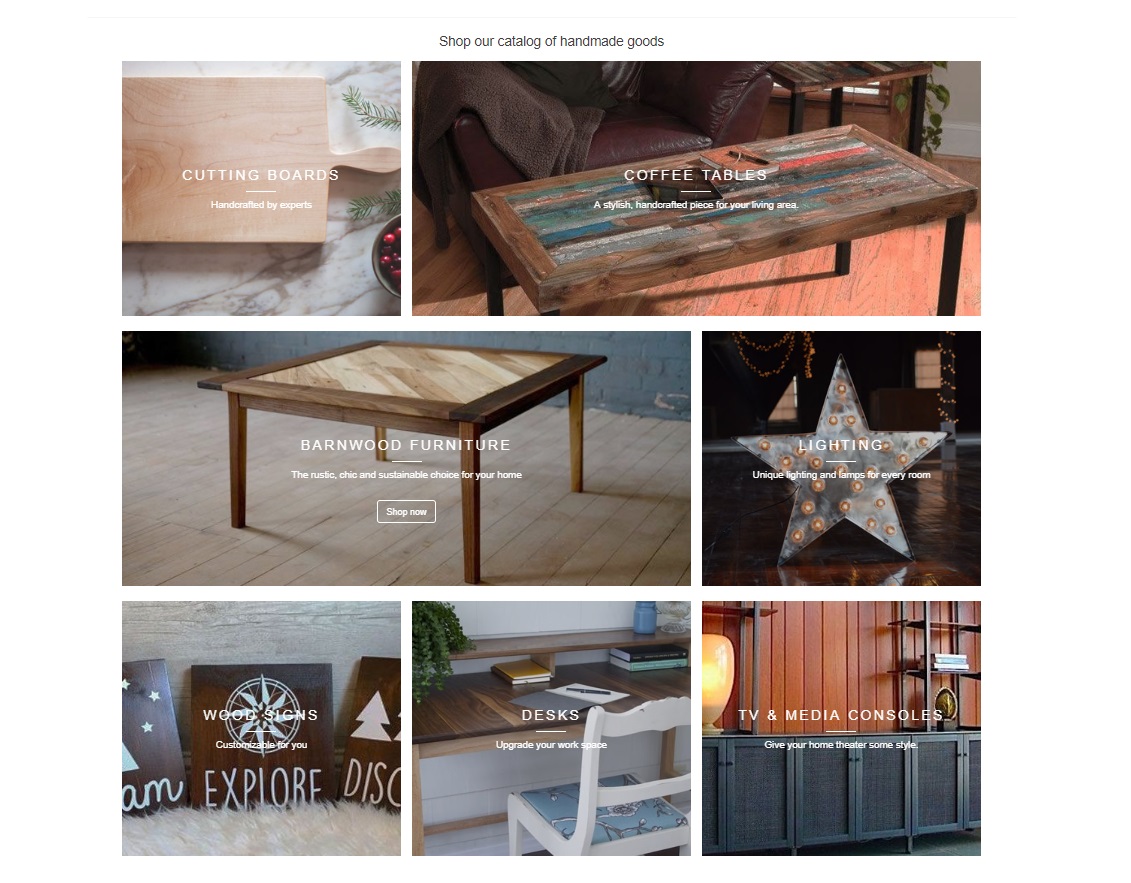 Shop our catalog of handmade goods
CUTTING BOARDS
Handcrafted by experts
COFFEE TABLES
A stylish, handcrafted piece for your living area.
BARNWOOD FURNITURE
The rustic, chic and sustainable choice for your home
Shop now
LIGHTING
Unique lighting and lamps for every room
WOOD SIGNS
Customizable for you
am
EXPLORE
DISC
DESKS
Upgrade your work space
TV & MEDIA CONSOLES
Give your home theater some style.